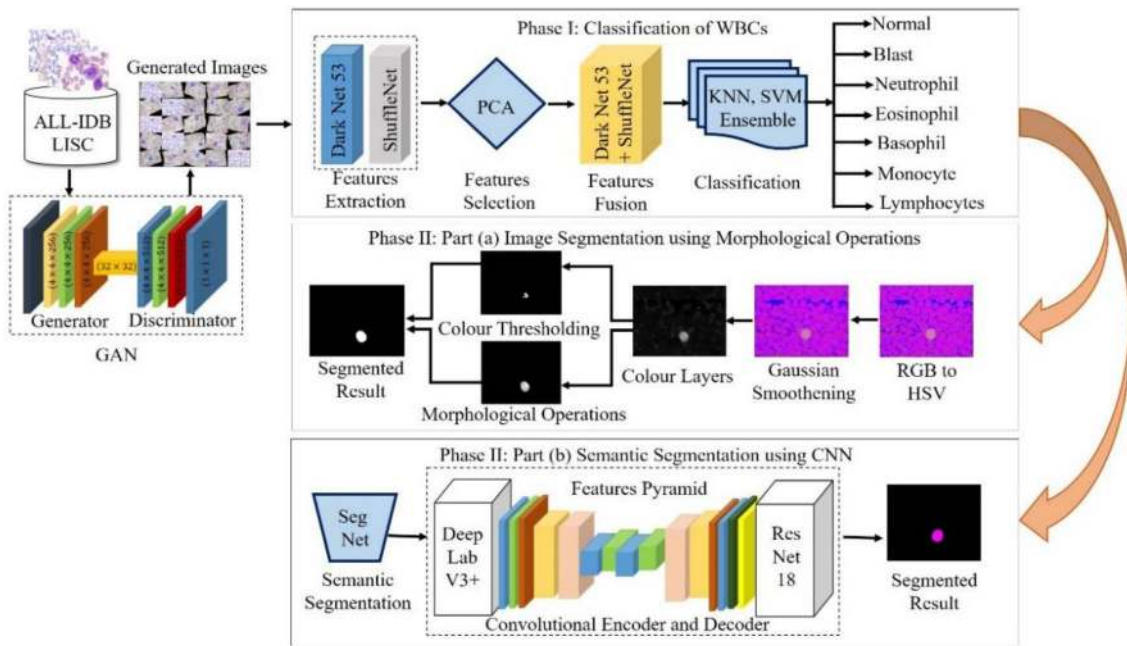 Phase I: Classification of WBCs
Generated Images
ALL-IDB
LISC
Dark Net 53
ShuffleNet
Features
Extraction
PCA
Features
Selection
Dark Net 53
+ ShuffleNet
Features
Fusion
KNN, SVM
Ensemble
Classification
Normal
Blast
Neutrophil
Eosinophil
Basophil
Monocyte
Lymphocytes
(4×4×256)
(4×4×256)
(4×4×256)
(32 × 32)
(4×4×512)
(4×4×512)
(1×1×1)
Generator
Discriminator
GAN
Phase II: Part (a) Image Segmentation using Morphological Operations
Segmented
Result
Colour Thresholding
Morphological Operations
Colour Layers
Gaussian
Smoothening
RGB to
HSV
Phase II: Part (b) Semantic Segmentation using CNN
Seg
Net
Semantic
Segmentation
Deep
Lab
V3+
Features Pyramid
Convolutional Encoder and Decoder
Res
Net
18
Segmented
Result